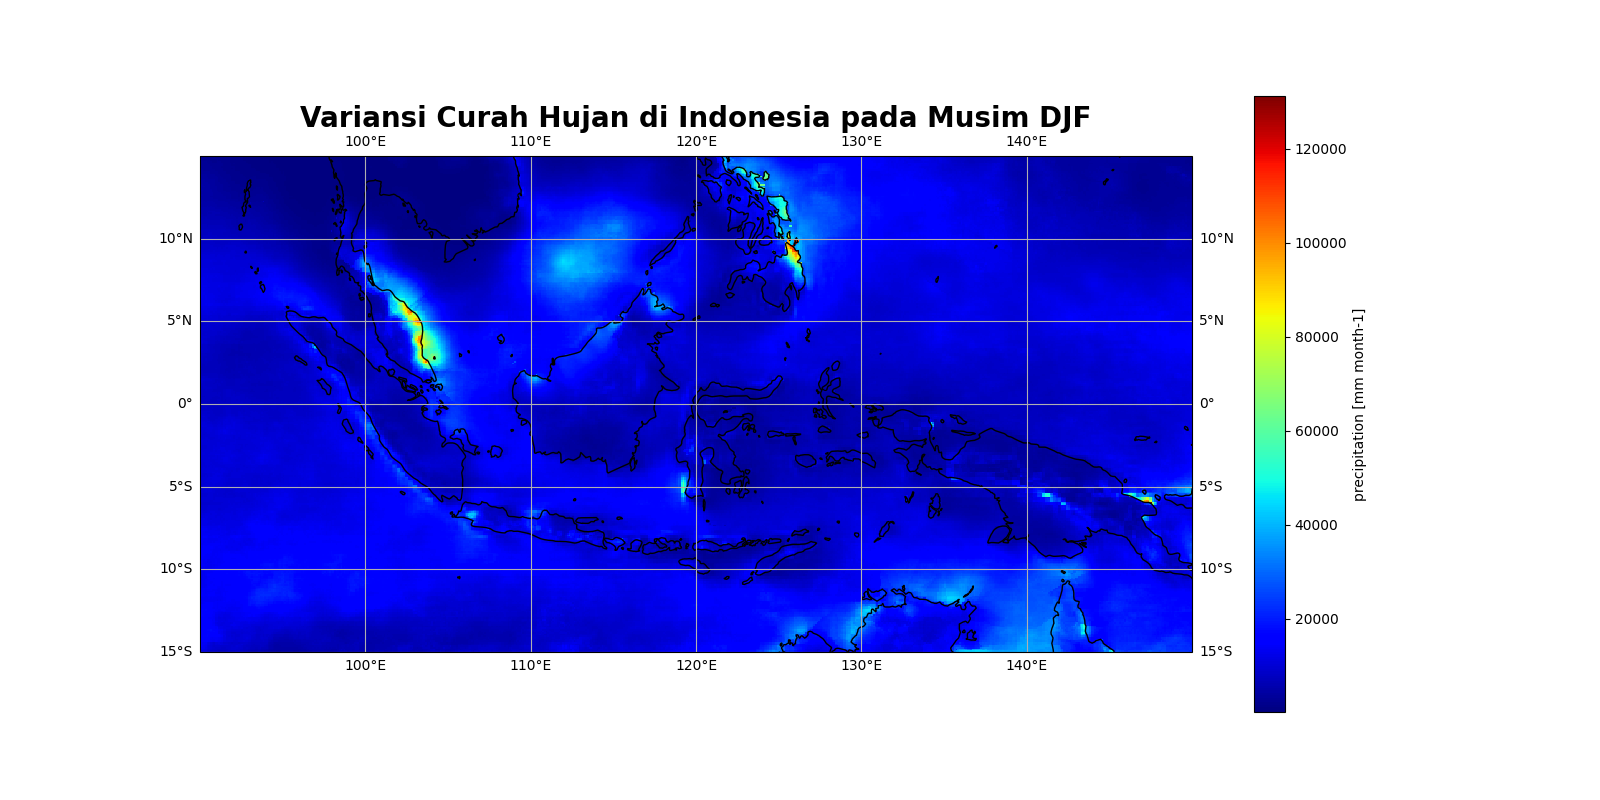 Variansi Curah Hujan di Indonesia pada Musim DJF
100°E 110°E 120°E 130°E 140°E
10°N 10°N
5°N 5°N
0° 0°
5°S 5°S
10°S 10°S
15°S 15°S
100°E 110°E 120°E 130°E 140°E
120000
100000
80000
60000
40000
20000
precipitation [mm month-1]